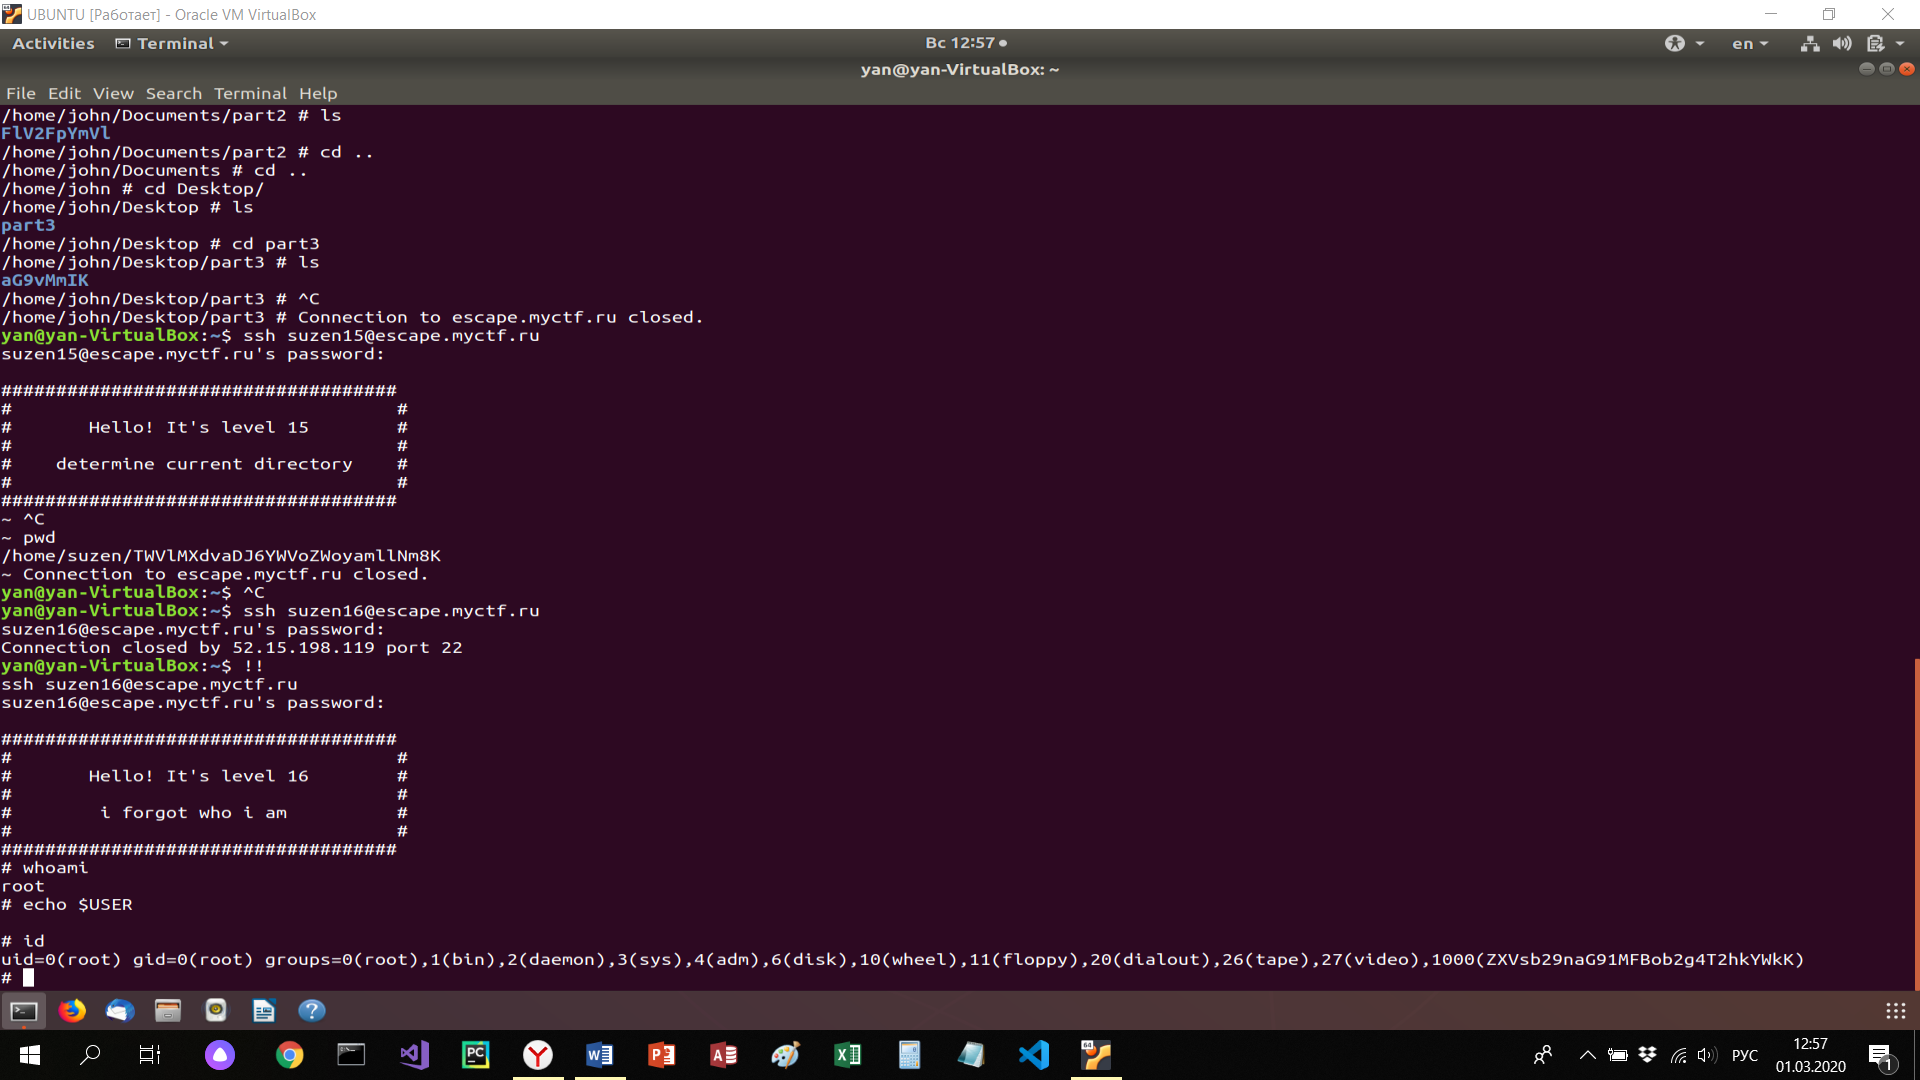 UBUNTU [Работает] - Oracle VM VirtualBox
Activities Terminal Вс 12:57 en
yan@yan-VirtualBox: ~
File Edit View Search Terminal Help
/home/john/Documents/part2 # ls
FlV2FpYmVl
/home/john/Documents/part2 # cd ..
/home/john/Documents # cd ..
/home/john # cd Desktop/
/home/john/Desktop # ls
part3
/home/john/Desktop # cd part3
/home/john/Desktop/part3 # ls
aG9vMmIK
/home/john/Desktop/part3 # ^C
/home/john/Desktop/part3 # Connection to escape.myctf.ru closed.
yan@yan-VirtualBox:~$ ssh suzen15@escape.myctf.ru
suzen15@escape.myctf.ru's password:
####################################
#                                   #
#       Hello! It's level 15        #
#                                   #
#    determine current directory    #
#                                   #
####################################
~ ^C
~ pwd
/home/suzen/TWVlMXdvaDJ6YWVoZWoyamllNm8K
~ Connection to escape.myctf.ru closed.
yan@yan-VirtualBox:~$ ^C
yan@yan-VirtualBox:~$ ssh suzen16@escape.myctf.ru
suzen16@escape.myctf.ru's password:
Connection closed by 52.15.198.119 port 22
yan@yan-VirtualBox:~$ !!
ssh suzen16@escape.myctf.ru
suzen16@escape.myctf.ru's password:
####################################
#                                   #
#       Hello! It's level 16        #
#                                   #
#        i forgot who i am          #
#                                   #
####################################
# whoami
root
# echo $USER
# id
uid=0(root) gid=0(root) groups=0(root),1(bin),2(daemon),3(sys),4(adm),6(disk),10(wheel),11(floppy),20(dialout),26(tape),27(video),1000(ZXVsb29naG91MFBob2g4T2hkYWkK)
#
РУС 12:57
01.03.2020
1